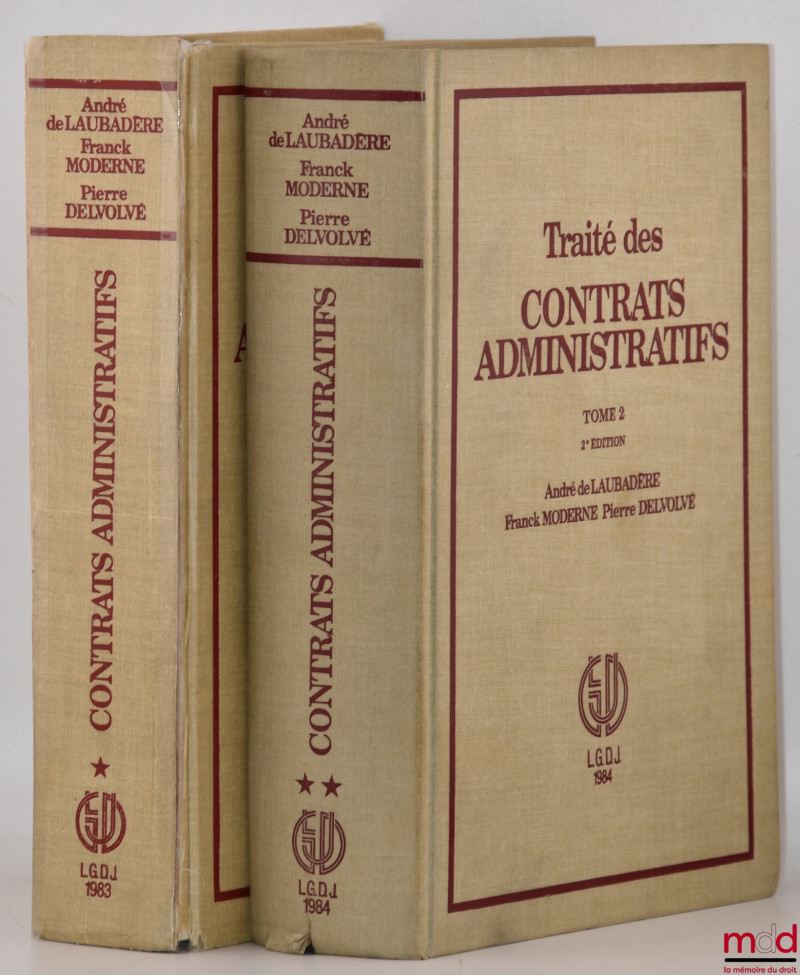 André
de LAUBADÈRE
Franck
MODERNE
Pierre
DELVOLVÉ
CONTRATS ADMINISTRATIFS
L.G.D.J.
1983
A
André
de LAUBADÈRE
Franck
MODERNE
Pierre
DELVOLVÉ
CONTRATS ADMINISTRATIFS
L.G.D.J.
1984
Traité des
CONTRATS
ADMINISTRATIFS
TOME 2
2e ÉDITION
André de LAUBADÈRE
Franck MODERNE Pierre DELVOLVÉ
L.G.D.J.
1984
mdd
la mémoire du droit